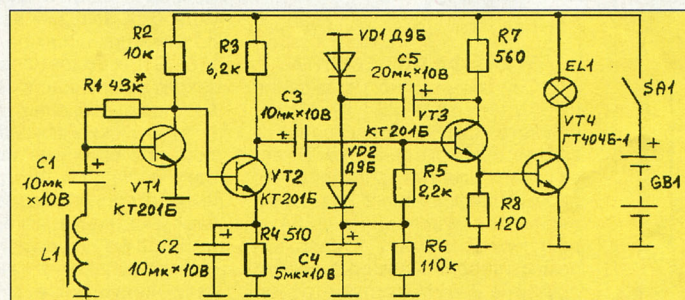 R2
10к
R1 43к*
C1
10мк
×10В
VT1
КТ201Б
L1
R3
6,2к
C3
10мк×10В
VT2
КТ201Б
C2
10мк×10В
R4 510
VD1 Д9Б
C5
20мк×10В
VT3
КТ201Б
VD2
Д9Б
R5
2,2к
C4
5мк×10В
R6
110к
R7
560
R8
120
EL1
VT4
ГТ404Б-1
SA1
GB1